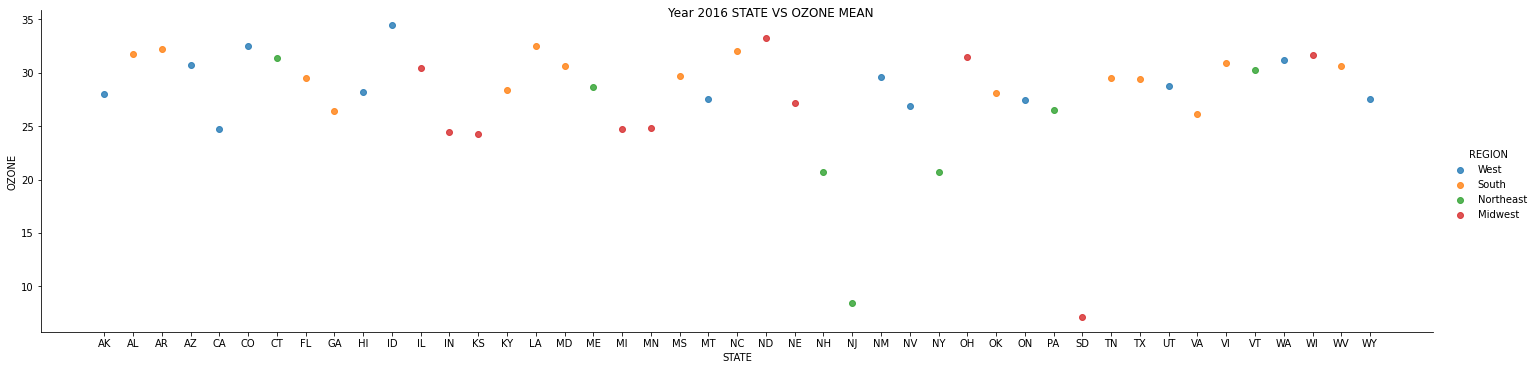 Year 2016 STATE VS OZONE MEAN
35
30
25
20
15
10
OZONE
AK AL AR AZ CA CO CT FL GA HI ID IL IN KS KY LA MD ME MI MN MS MT NC ND NE NH NJ NM NV NY OH OK ON PA SD TN TX UT VA VI VT WA WI WV WY
STATE
REGION
West
South
Northeast
Midwest